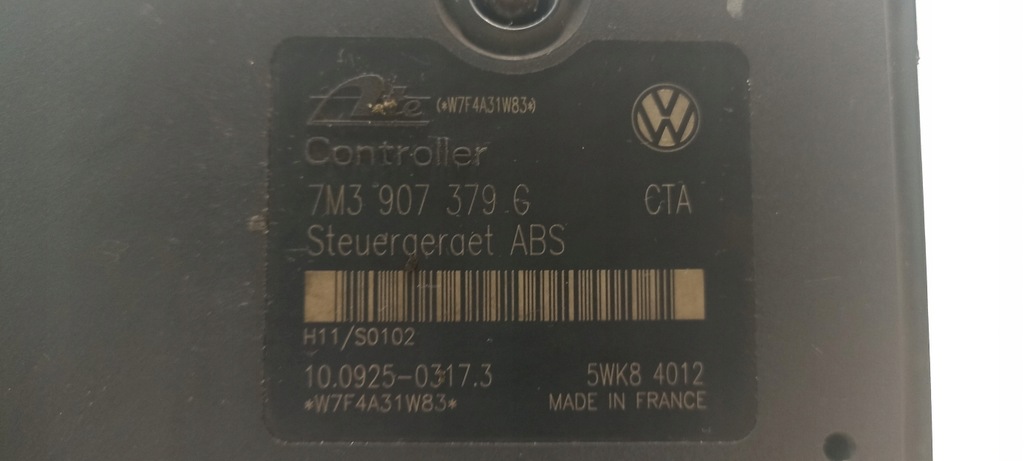 Ate (*W7F4A31W83*)
Controller
7M3 907 379 G CTA
Steuergeraet ABS
H11/S0102
10.0925-0317.3 5WK8 4012
*W7F4A31W83* MADE IN FRANCE